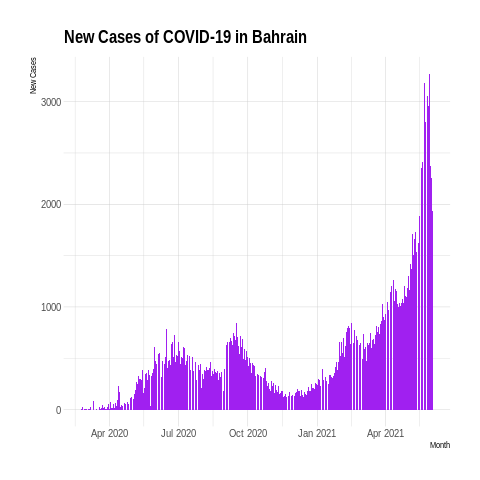 New Cases of COVID-19 in Bahrain
New Cases
3000
2000
1000
0
Apr 2020 Jul 2020 Oct 2020 Jan 2021 Apr 2021
Month